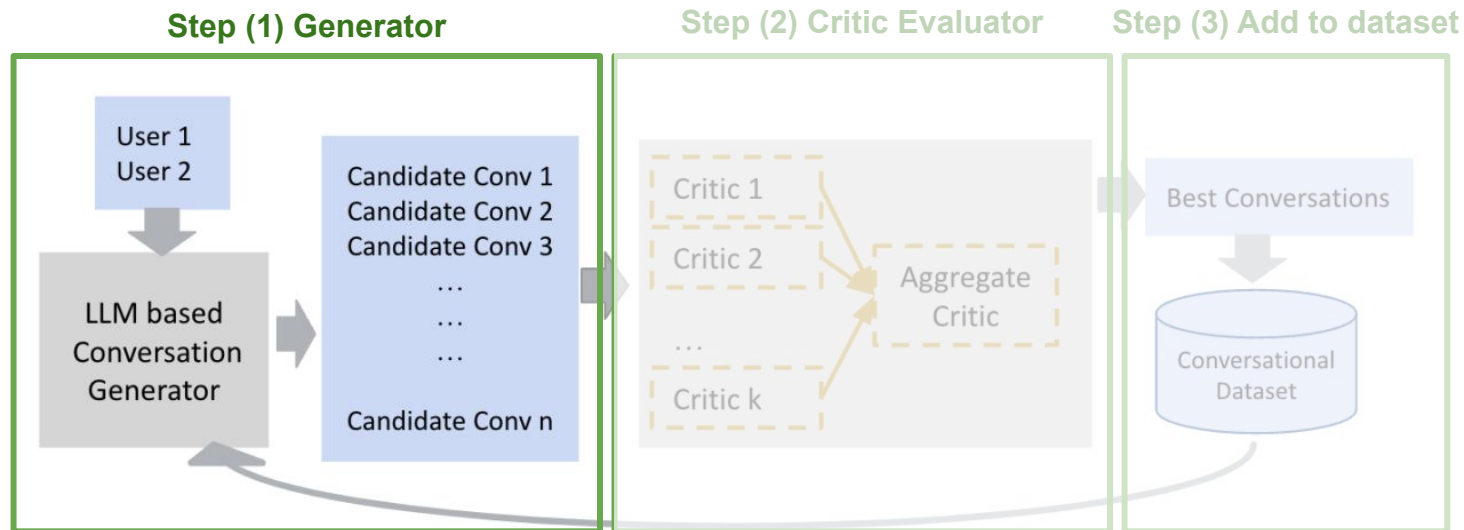 Step (1) Generator
Step (2) Critic Evaluator
Step (3) Add to dataset
User 1
User 2
LLM based
Conversation
Generator
Candidate Conv 1
Candidate Conv 2
Candidate Conv 3
...
...
...
Candidate Conv n
Critic 1
Critic 2
...
Critic k
Aggregate
Critic
Best Conversations
Conversational
Dataset